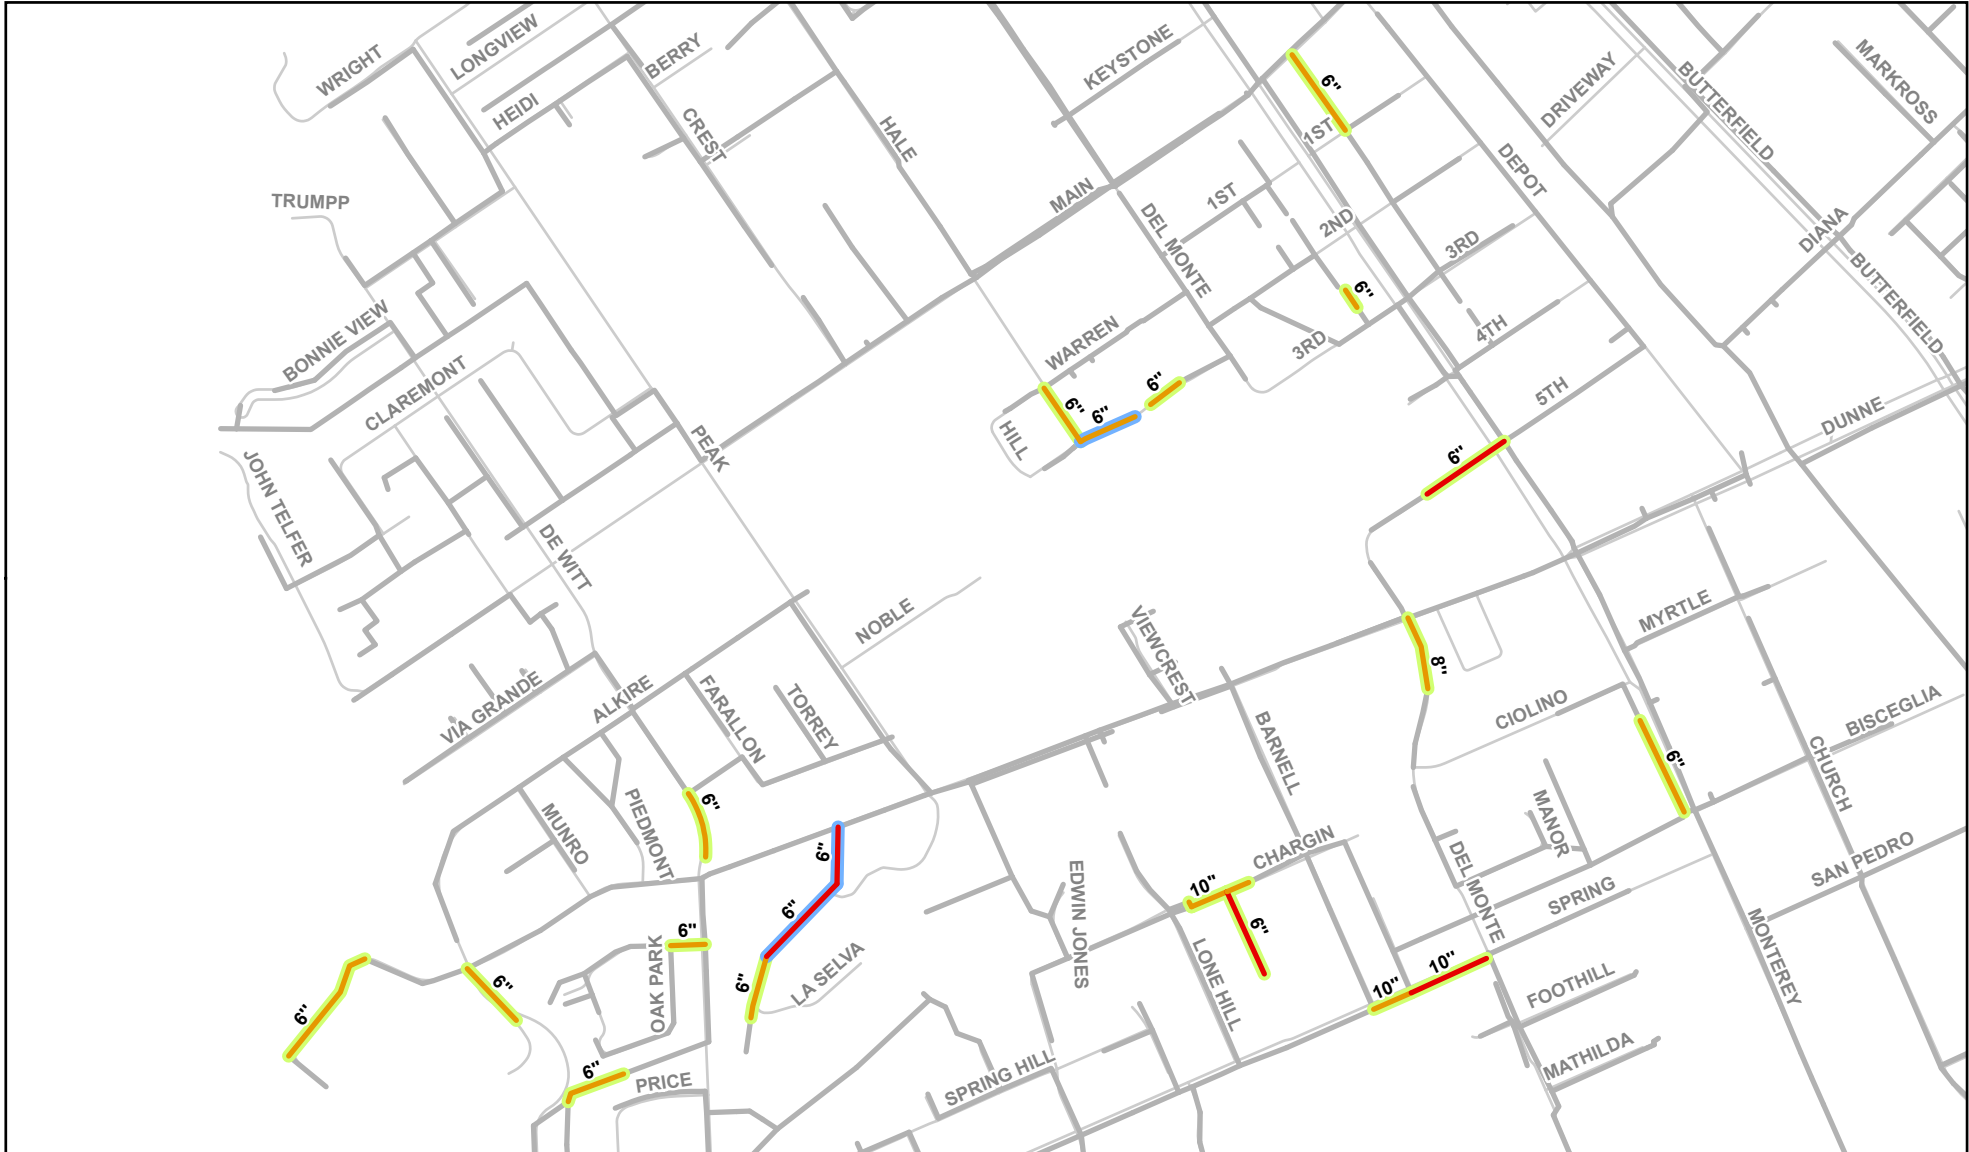 WRIGHT
LONGVIEW
BERRY
HEIDI
CREST
HALE
KEYSTONE
6"
1ST
DRIVEWAY
BUTTERFIELD
MARKROSS
DEPOT
TRUMPP
MAIN
DEL MONTE
1ST
2ND
3RD
DIANA
BUTTERFIELD
6"
BONNIE VIEW
WARREN
3RD
4TH
CLAREMONT
6"
6"
6"
HILL
5TH
DUNNE
PEAK
6"
JOHN TELFER
DE WITT
NOBLE
VIEWCREST
MYRTLE
8"
VIA GRANDE
ALKIRE
FARALLON
TORREY
BARNELL
CIOLINO
BISCEGLIA
6"
CHURCH
6"
MUNRO
PIEDMONT
MANOR
6"
CHARGIN
DEL MONTE
SAN PEDRO
10"
EDWIN JONES
SPRING
6"
6"
6"
OAK PARK
LA SELVA
LONE HILL
10"
10"
MONTEREY
6"
6"
6"
FOOTHILL
MATHILDA
6"
PRICE
SPRING HILL